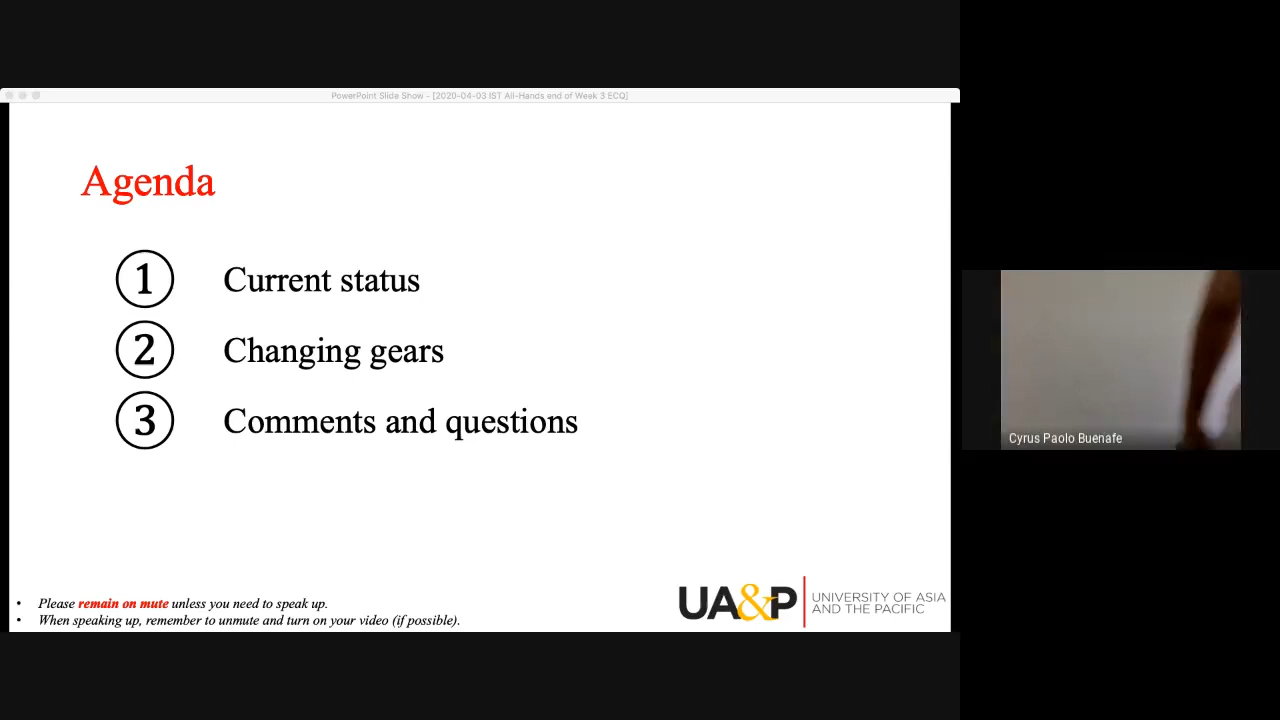 PowerPoint Slide Show - [2020-04-03 IST All-Hands end of Week 3 ECQ]
Agenda
1 Current status
2 Changing gears
3 Comments and questions
Cyrus Paolo Buenafe
• Please remain on mute unless you need to speak up.
• When speaking up, remember to unmute and turn on your video (if possible).
UA&P
UNIVERSITY OF ASIA
AND THE PACIFIC